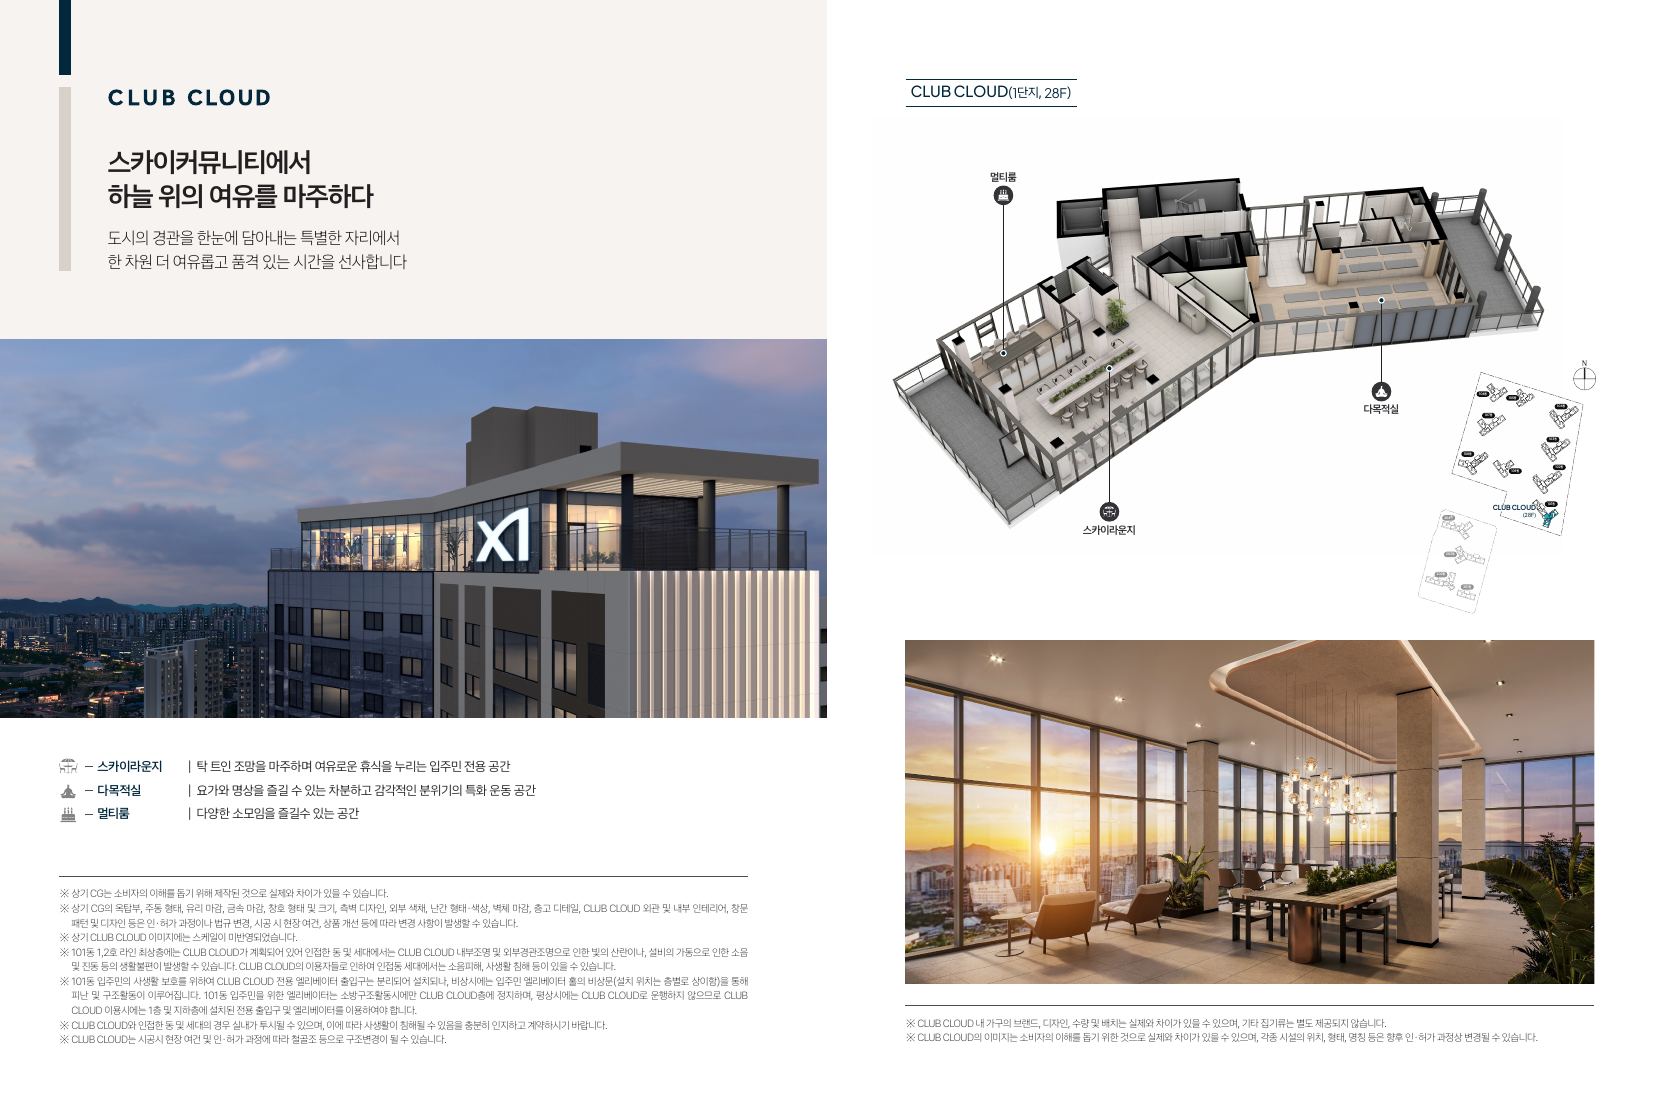 CLUB CLOUD
스카이커뮤니티에서
하늘 위의 여유를 마주하다
도시의 경관을 한눈에 담아내는 특별한 자리에서
한 차원 더 여유롭고 품격 있는 시간을 선사합니다
XI
– 스카이라운지 | 탁 트인 조망을 마주하며 여유로운 휴식을 누리는 입주민 전용 공간
– 다목적실 | 요가와 명상을 즐길 수 있는 차분하고 감각적인 분위기의 특화 운동 공간
– 멀티룸 | 다양한 소모임을 즐길수 있는 공간
※ 상기 CG는 소비자의 이해를 돕기 위해 제작된 것으로 실제와 차이가 있을 수 있습니다.
※ 상기 CG의 옥탑부, 주동 형태, 유리 마감, 금속 마감, 창호 형태 및 크기, 측벽 디자인, 외부 색채, 난간 형태·색상, 벽체 마감, 층고 디테일, CLUB CLOUD 외관 및 내부 인테리어, 창문
패턴 및 디자인 등은 인·허가 과정이나 법규 변경, 시공 시 현장 여건, 상품 개선 등에 따라 변경 사항이 발생할 수 있습니다.
※ 상기 CLUB CLOUD 이미지에는 스케일이 미반영되었습니다.
※ 101동 1,2호 라인 최상층에는 CLUB CLOUD가 계획되어 있어 인접한 동 및 세대에서는 CLUB CLOUD 내부조명 및 외부경관조명으로 인한 빛의 산란이나, 설비의 가동으로 인한 소음
및 진동 등의 생활불편이 발생할 수 있습니다. CLUB CLOUD의 이용자들로 인하여 인접동 세대에서는 소음피해, 사생활 침해 등이 있을 수 있습니다.
※ 101동 입주민의 사생활 보호를 위하여 CLUB CLOUD 전용 엘리베이터 출입구는 분리되어 설치되나, 비상시에는 입주민 엘리베이터 홀의 비상문(설치 위치는 층별로 상이함)을 통해
피난 및 구조활동이 이루어집니다. 101동 입주민을 위한 엘리베이터는 소방구조활동시에만 CLUB CLOUD층에 정지하며, 평상시에는 CLUB CLOUD로 운행하지 않으므로 CLUB
CLOUD 이용시에는 1층 및 지하층에 설치된 전용 출입구 및 엘리베이터를 이용하여야 합니다.
※ CLUB CLOUD와 인접한 동 및 세대의 경우 실내가 투시될 수 있으며, 이에 따라 사생활이 침해될 수 있음을 충분히 인지하고 계약하시기 바랍니다.
※ CLUB CLOUD는 시공시 현장 여건 및 인·허가 과정에 따라 철골조 등으로 구조변경이 될 수 있습니다.
CLUB CLOUD(1단지, 28F)
멀티룸
다목적실
스카이라운지
N
CLUB CLOUD
(28F)
※ CLUB CLOUD 내 가구의 브랜드, 디자인, 수량 및 배치는 실제와 차이가 있을 수 있으며, 기타 집기류는 별도 제공되지 않습니다.
※ CLUB CLOUD의 이미지는 소비자의 이해를 돕기 위한 것으로 실제와 차이가 있을 수 있으며, 각종 시설의 위치, 형태, 명칭 등은 향후 인·허가 과정상 변경될 수 있습니다.